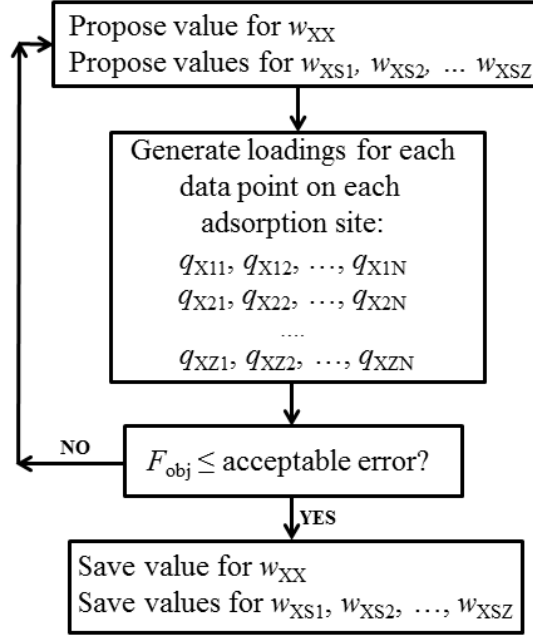 Propose value for wXX
Propose values for wXS1, wXS2, ... wXSZ
Generate loadings for each
data point on each
adsorption site:
qX11, qX12, …, qX1N
qX21, qX22, …, qX2N
....
qXZ1, qXZ2, …, qXZN
NO
Fobj ≤ acceptable error?
YES
Save value for wXX
Save values for wXS1, wXS2, …, wXSZ